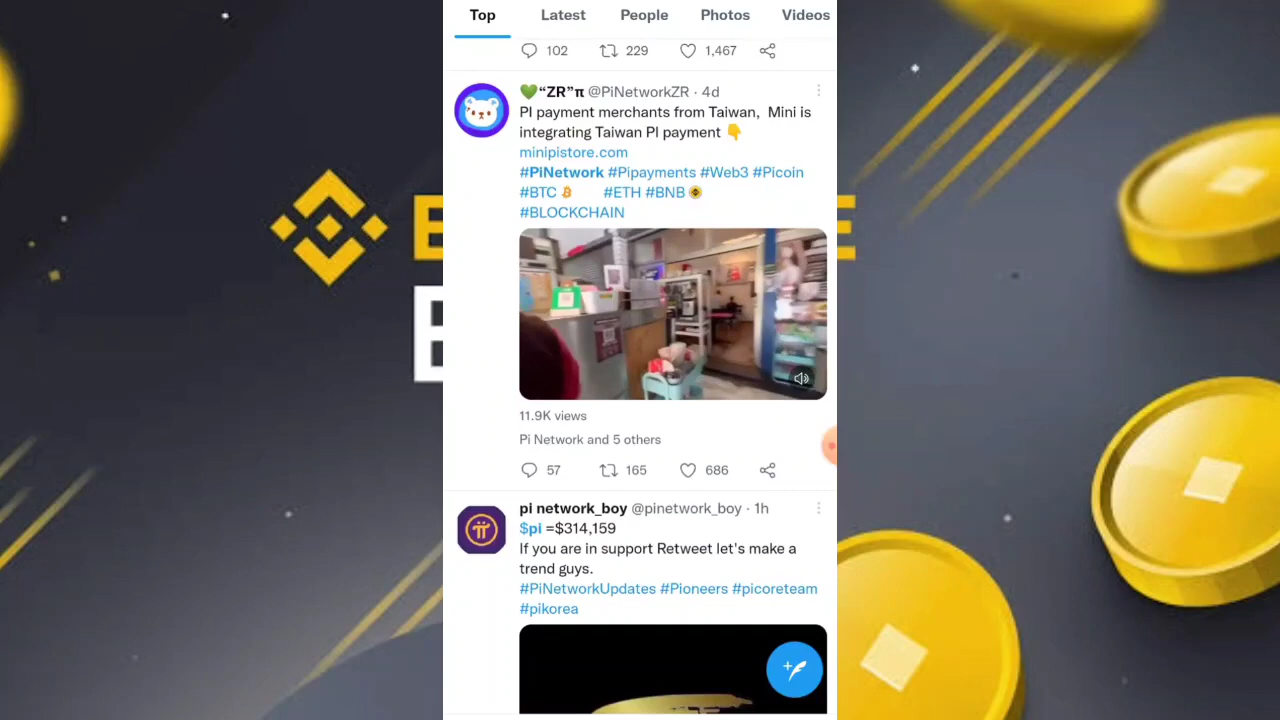 Top Latest People Photos Videos
102 229 1,467
💚“ZR”π @PiNetworkZR · 4d
PI payment merchants from Taiwan, Mini is
integrating Taiwan PI payment 👇
minipistore.com
#PiNetwork #Pipayments #Web3 #Picoin
#BTC #ETH #BNB
#BLOCKCHAIN
11.9K views
Pi Network and 5 others
57 165 686
pi network_boy @pinetwork_boy · 1h
$pi =$314,159
If you are in support Retweet let's make a
trend guys.
#PiNetworkUpdates #Pioneers #picoreteam
#pikorea